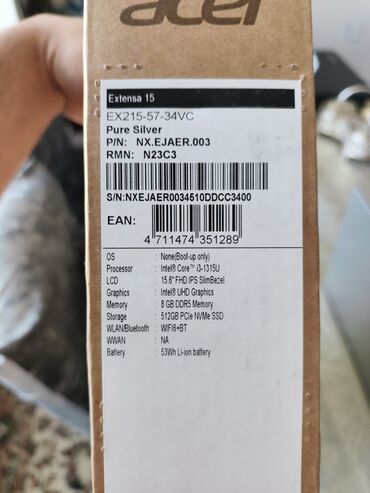 acer
Extensa 15
EX215-57-34VC
Pure Silver
P/N: NX.EJAER.003
RMN: N23C3
S/N:NXEJAER0034510DDCC3400
EAN:
4 711474 351289
OS : None(Boot-up only)
Processor : Intel® Core™ i3-1315U
LCD : 15.6" FHD IPS SlimBezel
Graphics : Intel® UHD Graphics
Memory : 8 GB DDR5 Memory
Storage : 512GB PCIe NVMe SSD
WLAN/Bluetooth : WIFI6+BT
WWAN : NA
Battery : 53Wh Li-ion battery